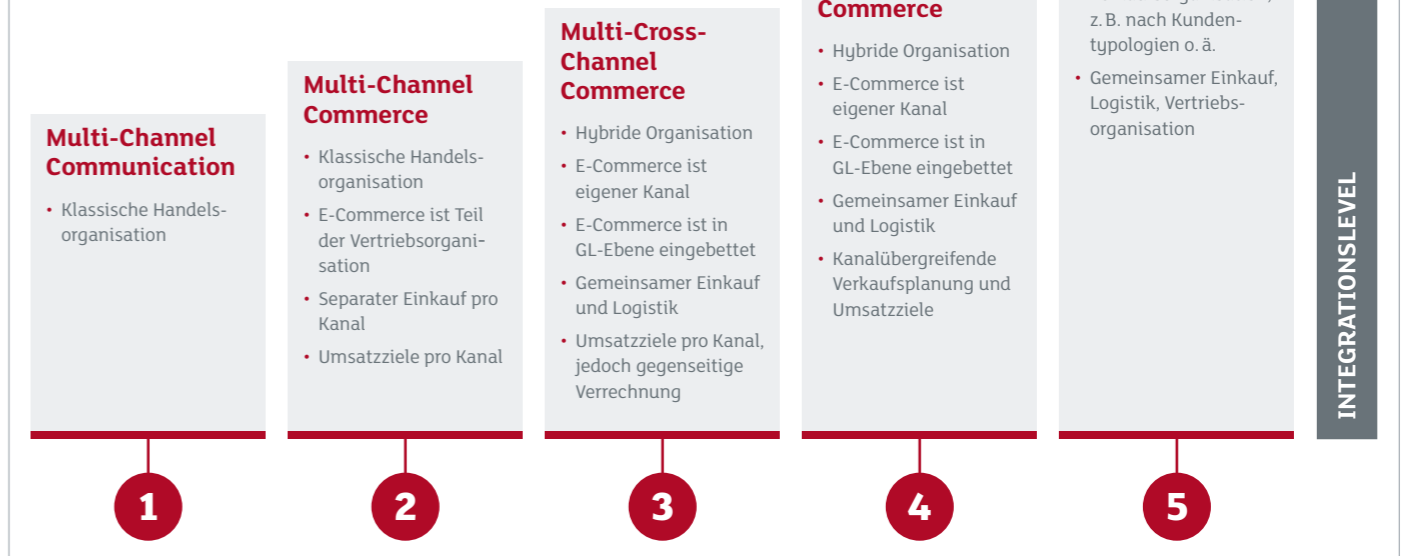 Multi-Channel
Communication
• Klassische Handels-
organisation
1
Multi-Channel
Commerce
• Klassische Handels-
organisation
• E-Commerce ist Teil
der Vertriebsorgani-
sation
• Separater Einkauf pro
Kanal
• Umsatzziele pro Kanal
2
Multi-Cross-
Channel
Commerce
• Hybride Organisation
• E-Commerce ist
eigener Kanal
• E-Commerce ist in
GL-Ebene eingebettet
• Gemeinsamer Einkauf
und Logistik
• Umsatzziele pro Kanal,
jedoch gegenseitige
Verrechnung
3
Commerce
• Hybride Organisation
• E-Commerce ist
eigener Kanal
• E-Commerce ist in
GL-Ebene eingebettet
• Gemeinsamer Einkauf
und Logistik
• Kanalübergreifende
Verkaufsplanung und
Umsatzziele
4
z. B. nach Kunden-
typologien o. ä.
• Gemeinsamer Einkauf,
Logistik, Vertriebs-
organisation
5
INTEGRATIONSLEVEL